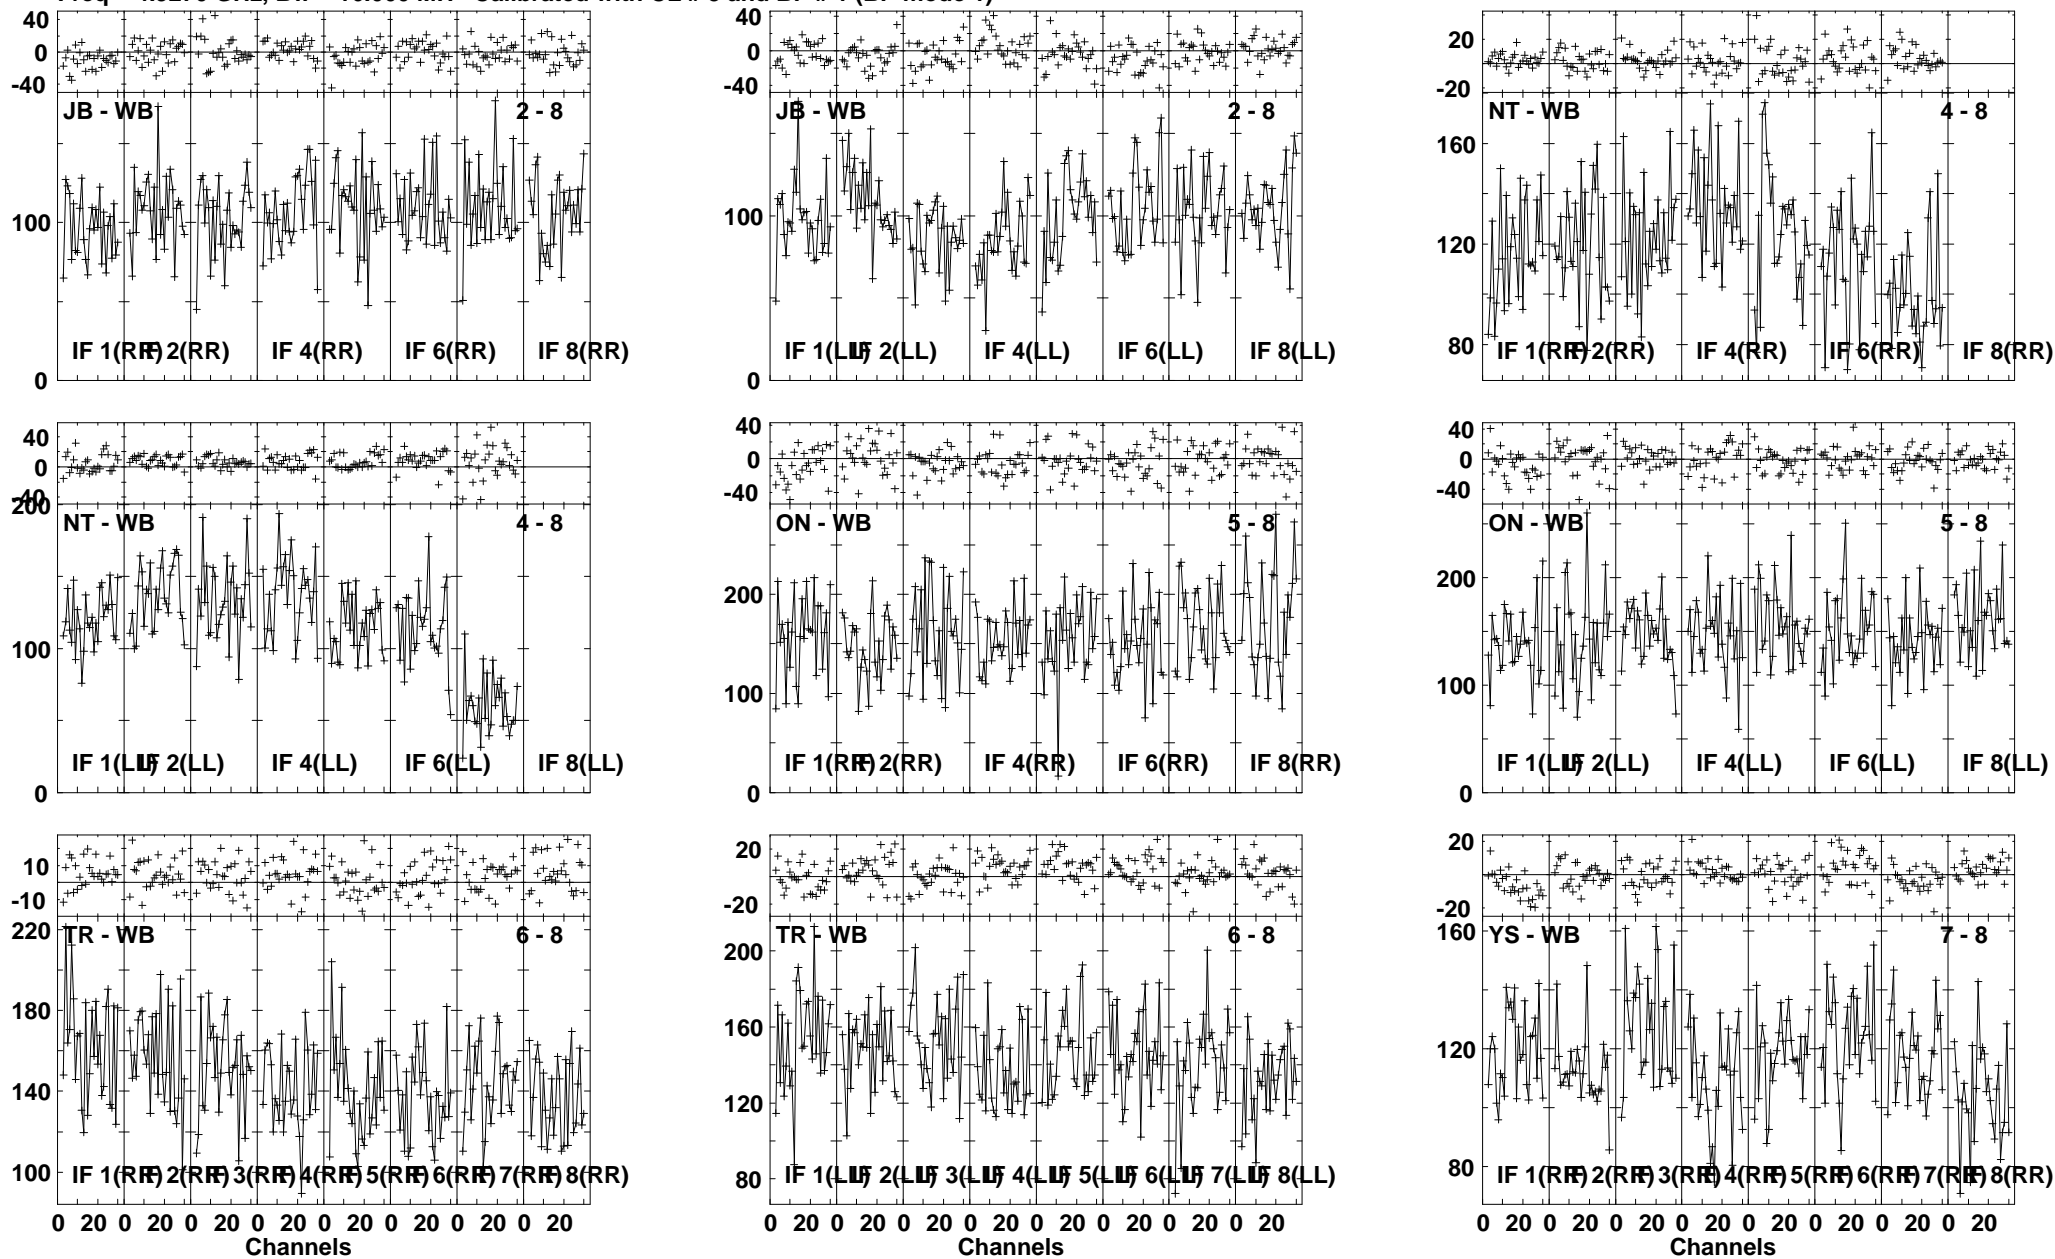 40
0
-40
JB - WB 2 - 8
100
IF 1(RR) IF 2(RR) IF 4(RR) IF 6(RR) IF 8(RR)
0
40
0
-40
JB - WB 2 - 8
100
IF 1(LL) IF 2(LL) IF 4(LL) IF 6(LL) IF 8(LL)
0
20
-20
NT - WB 4 - 8
160
120
80
IF 1(RR) IF 2(RR) IF 4(RR) IF 6(RR) IF 8(RR)
40
0
-40
200
NT - WB 4 - 8
100
IF 1(LL) IF 2(LL) IF 4(LL) IF 6(LL) IF 8(LL)
0
40
0
-40
ON - WB 5 - 8
200
100
IF 1(RR) IF 2(RR) IF 4(RR) IF 6(RR) IF 8(RR)
0
40
0
-40
ON - WB 5 - 8
200
100
IF 1(LL) IF 2(LL) IF 4(LL) IF 6(LL) IF 8(LL)
0
10
-10
220
TR - WB 6 - 8
180
140
100
IF 1(RR) IF 2(RR) IF 3(RR) IF 4(RR) IF 5(RR) IF 6(RR) IF 7(RR) IF 8(RR)
0 20 0 20 0 20 0 20 0 20 0 20 0 20 0 20
Channels
20
-20
TR - WB 6 - 8
200
160
120
80
IF 1(LL) IF 2(LL) IF 3(LL) IF 4(LL) IF 5(LL) IF 6(LL) IF 7(LL) IF 8(LL)
0 20 0 20 0 20 0 20 0 20 0 20 0 20 0 20
Channels
20
-20
160
YS - WB 7 - 8
120
80
IF 1(RR) IF 2(RR) IF 3(RR) IF 4(RR) IF 5(RR) IF 6(RR) IF 7(RR) IF 8(RR)
0 20 0 20 0 20 0 20 0 20 0 20 0 20 0 20
Channels